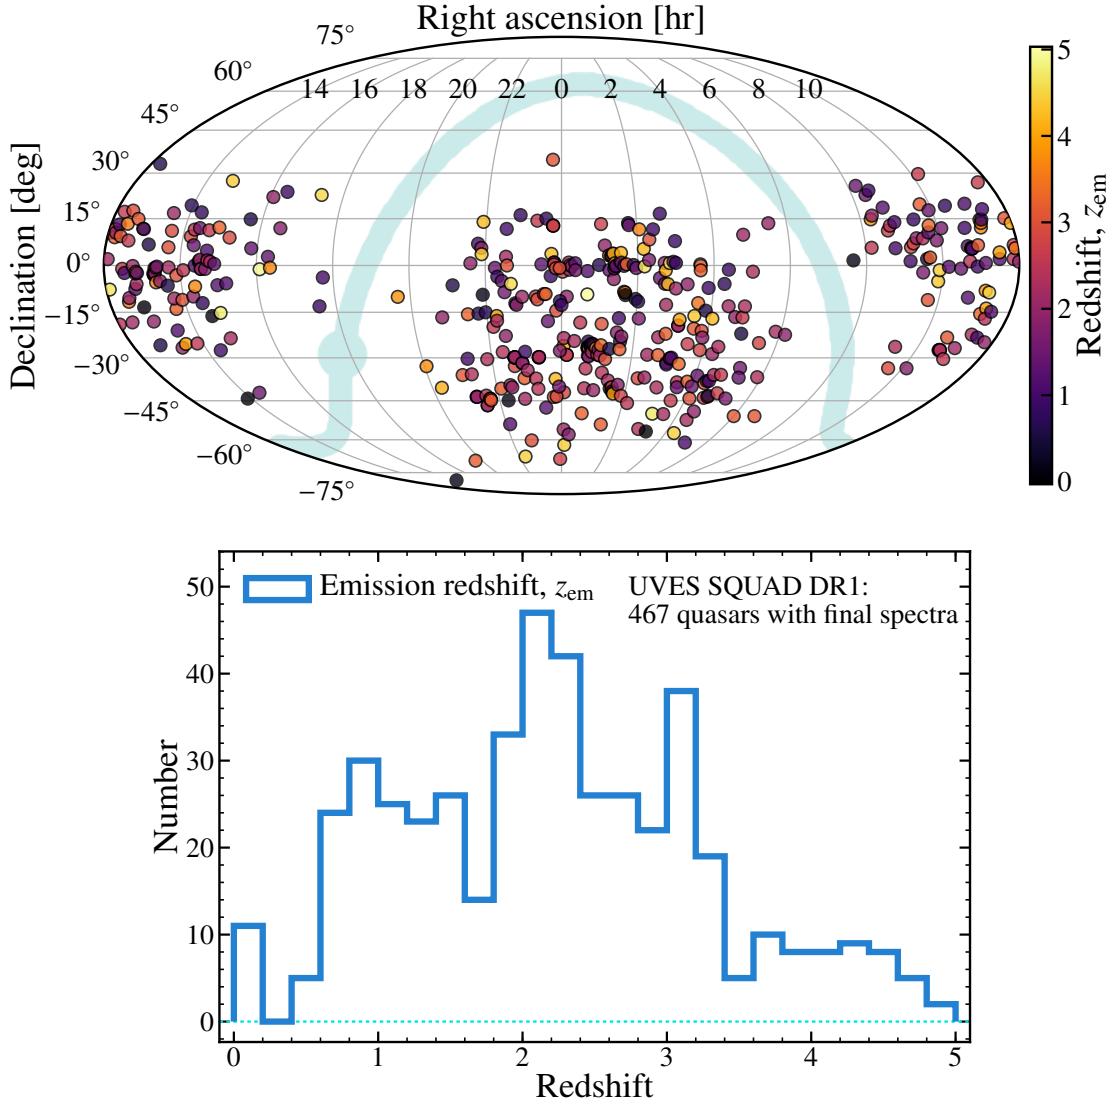 Right ascension [hr]
75°
60°
45°
30°
15°
0°
−15°
−30°
−45°
−60°
−75°
Declination [deg]
14 16 18 20 22 0 2 4 6 8 10
5
4
3
2
1
0
Redshift, zem
Emission redshift, zem
UVES SQUAD DR1:
467 quasars with final spectra
50
40
30
20
10
0
Number
0 1 2 3 4 5
Redshift